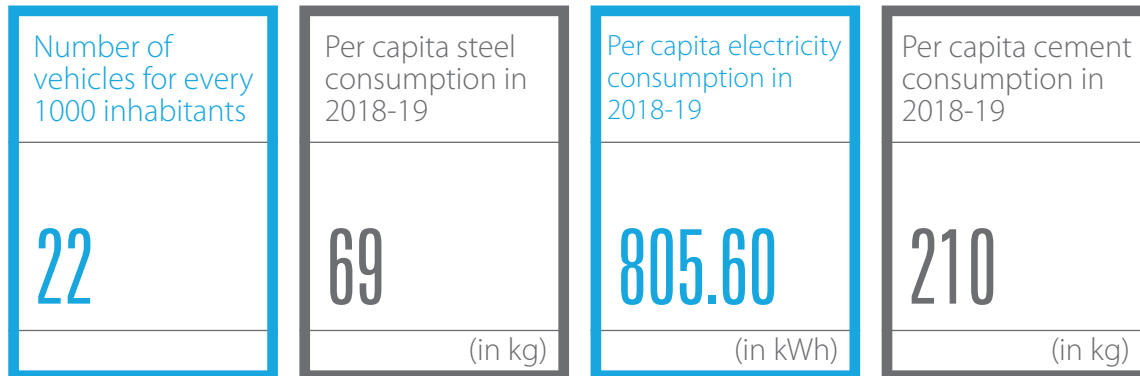 Number of
vehicles for every
1000 inhabitants
22
Per capita steel
consumption in
2018-19
69
(in kg)
Per capita electricity
consumption in
2018-19
805.60
(in kWh)
Per capita cement
consumption in
2018-19
210
(in kg)